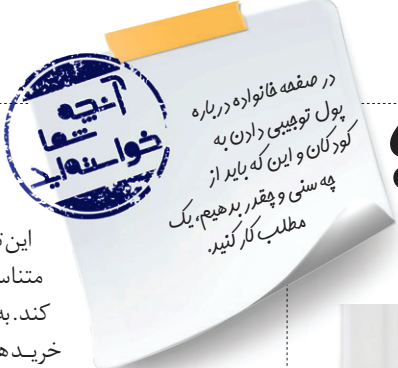 آنچه
شما
خواسته‌اید
در صفحه خانواده درباره
پول توجیبی دادن به
کودکان و این که باید از
چه سنی و چقدر بدهیم، یک
مطلب کار کنید.
این
متناس
کند. به
خریدها